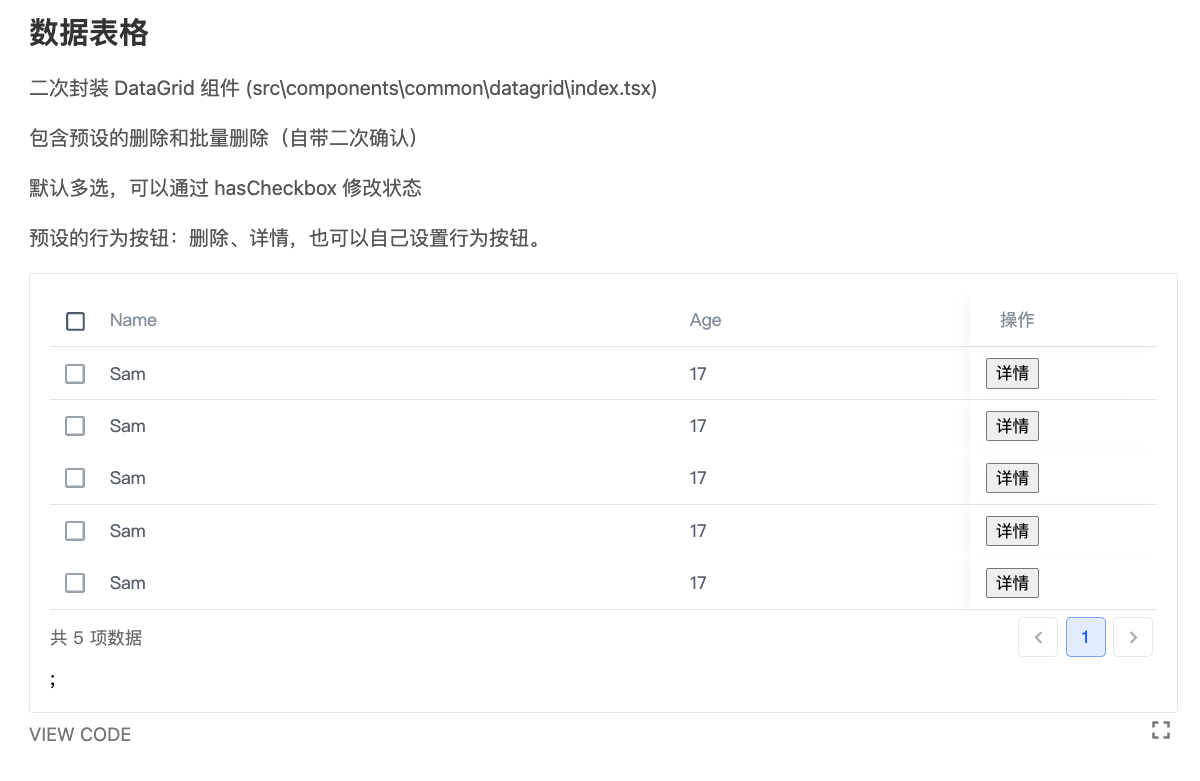 数据表格
二次封装 DataGrid 组件 (src\components\common\datagrid\index.tsx)
包含预设的删除和批量删除（自带二次确认）
默认多选，可以通过 hasCheckbox 修改状态
预设的行为按钮：删除、详情，也可以自己设置行为按钮。
Name Age 操作
Sam 17 详情
Sam 17 详情
Sam 17 详情
Sam 17 详情
Sam 17 详情
共 5 项数据 1
;
VIEW CODE